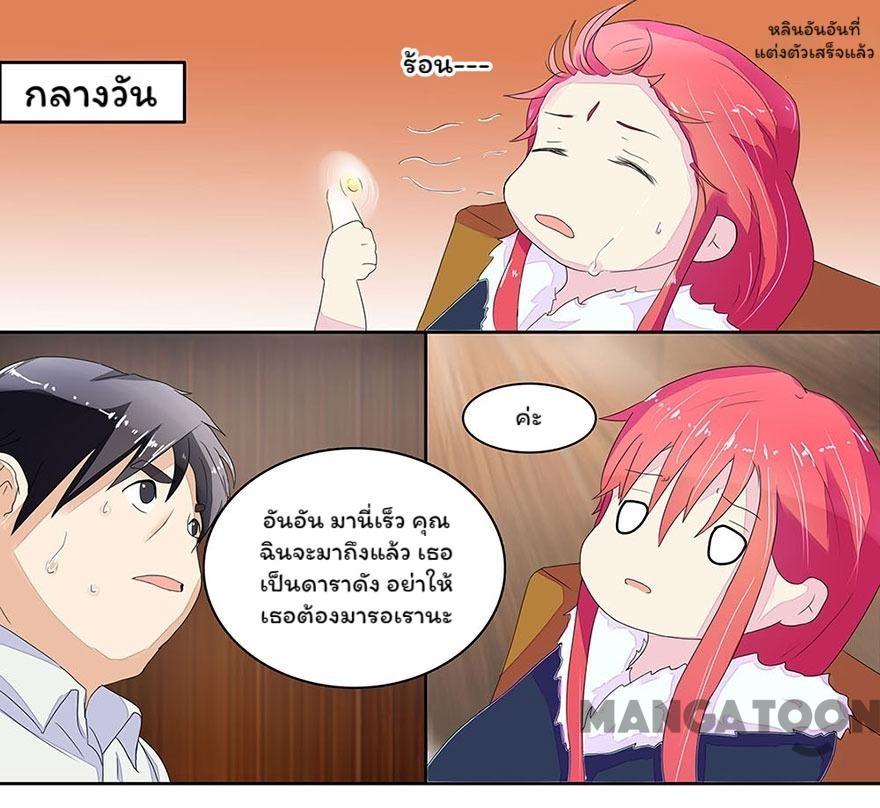 หลินอันอันที่
แต่งตัวเสร็จแล้ว
ร้อน---
กลางวัน
ค่ะ
อันอัน มานี่เร็ว คุณ
ฉินจะมาถึงแล้ว เธอ
เป็นดาราดัง อย่าให้
เธอต้องมารอเรานะ
MANGATOON